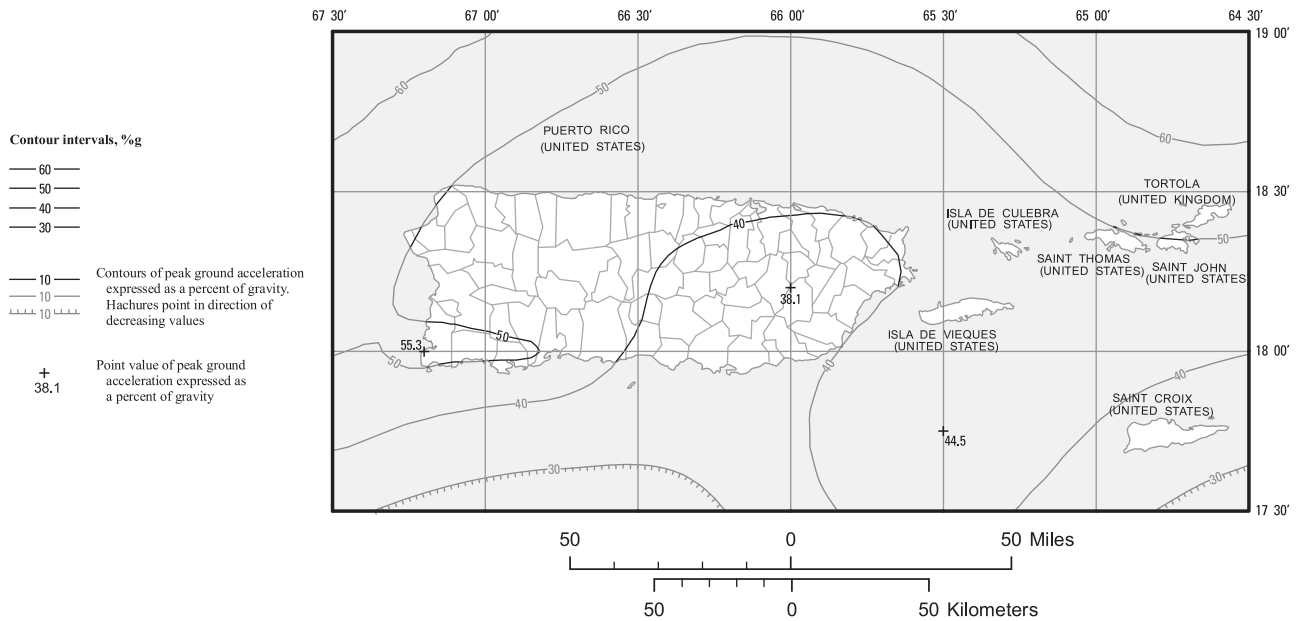 67 30′ 67 00′ 66 30′ 66 00′ 65 30′ 65 00′ 64 30′
19 00′
60
50
Contour intervals, %g
PUERTO RICO
(UNITED STATES)
60
60
50
40
30
18 30′
TORTOLA
(UNITED KINGDOM)
ISLA DE CULEBRA
(UNITED STATES)
40
50
SAINT THOMAS
(UNITED STATES)
SAINT JOHN
(UNITED STATES)
10
10
10
Contours of peak ground acceleration
expressed as a percent of gravity.
Hachures point in direction of
decreasing values
38.1
50
ISLA DE VIEQUES
(UNITED STATES)
55.3
18 00′
50
38.1
Point value of peak ground
acceleration expressed as
a percent of gravity
40
40
SAINT CROIX
(UNITED STATES)
40
44.5
30
30
17 30′
50 0 50 Miles
50 0 50 Kilometers